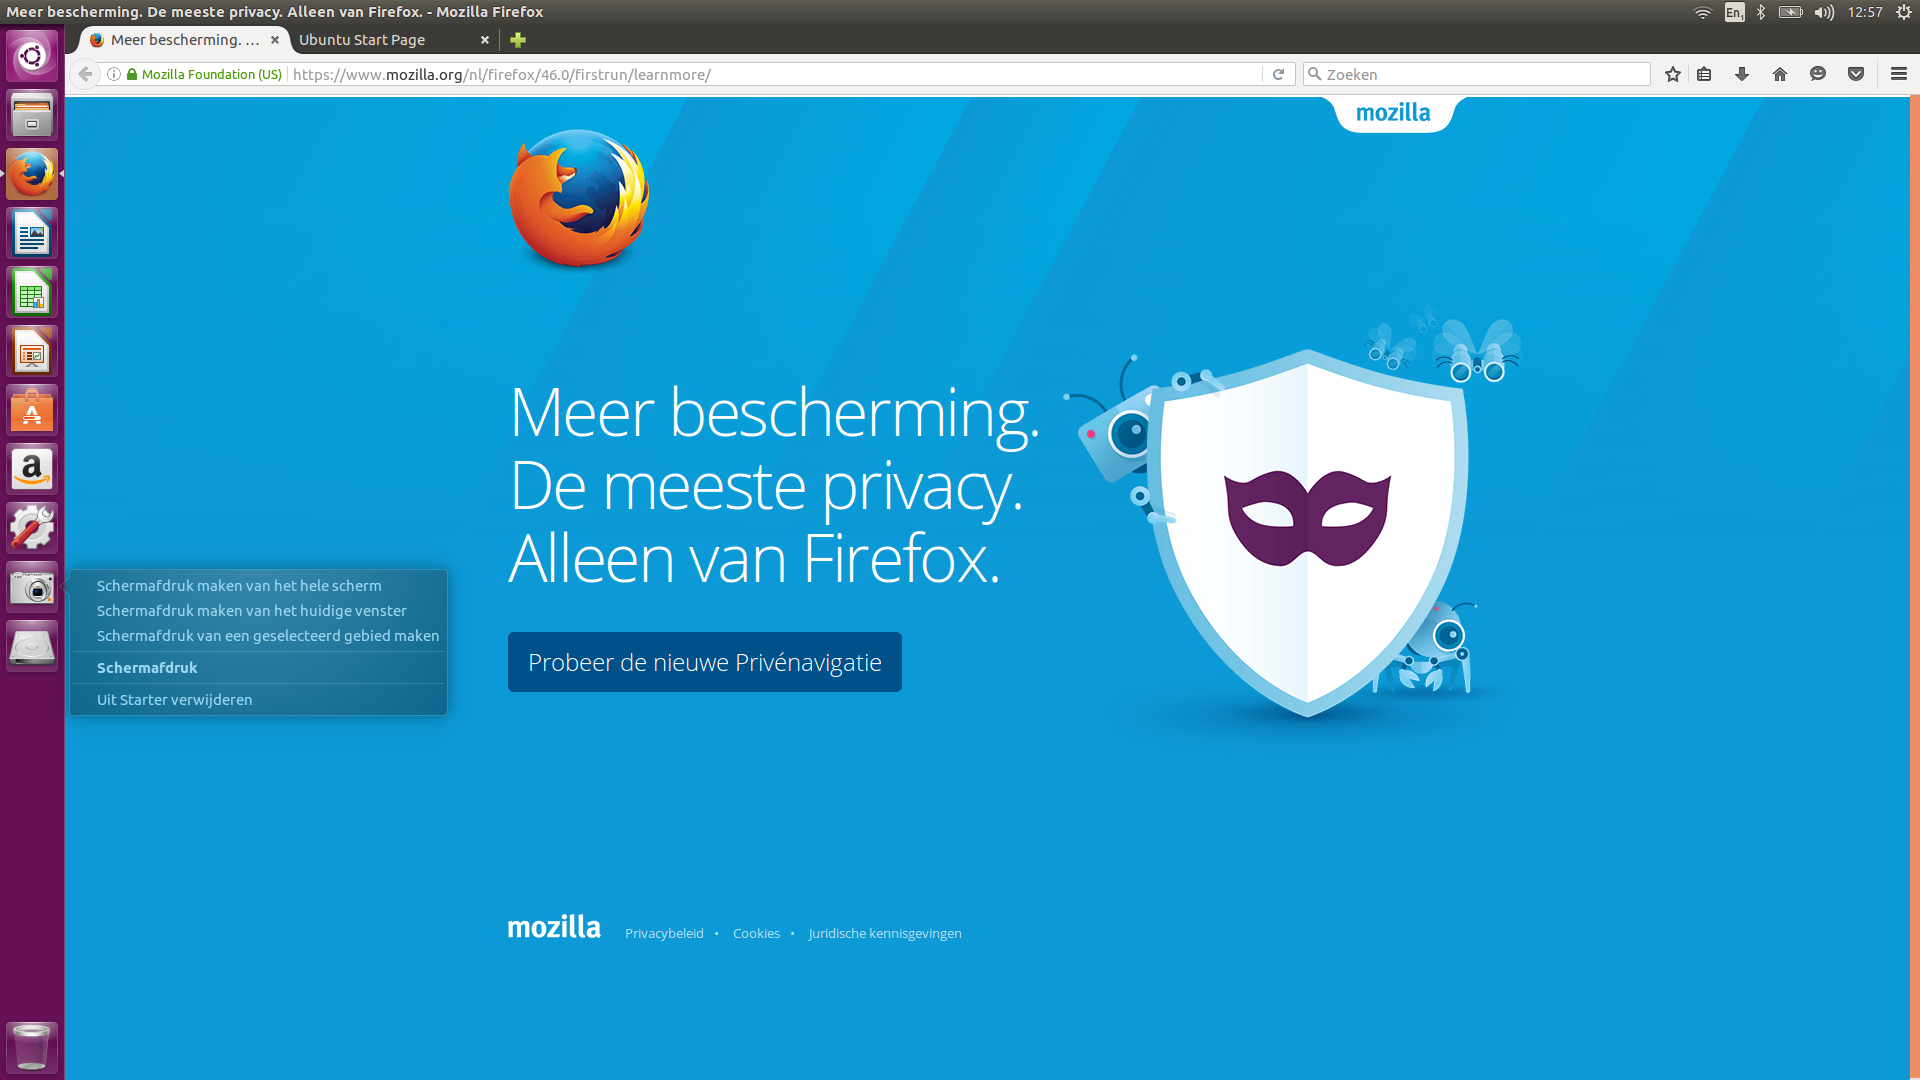 Meer bescherming. De meeste privacy. Alleen van Firefox. - Mozilla Firefox
En1
12:57
Meer bescherming. ...
Ubuntu Start Page
Mozilla Foundation (US)
https://www.mozilla.org/nl/firefox/46.0/firstrun/learnmore/
Zoeken
mozilla
Meer bescherming.
De meeste privacy.
Alleen van Firefox.
Probeer de nieuwe Privénavigatie
Schermafdruk maken van het hele scherm
Schermafdruk maken van het huidige venster
Schermafdruk van een geselecteerd gebied maken
Schermafdruk
Uit Starter verwijderen
mozilla
Privacybeleid • Cookies • Juridische kennisgevingen